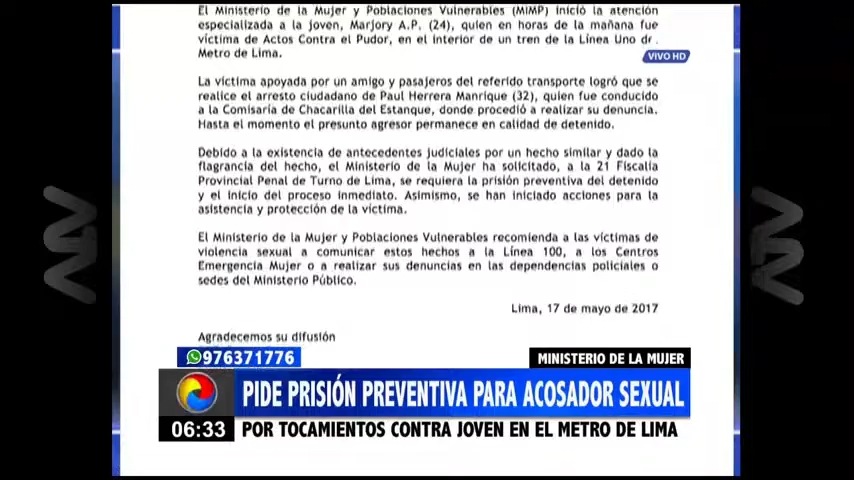 El Ministerio de la Mujer y Poblaciones Vulnerables (MIMP) inició la atención
especializada a la joven, Marjory A.P. (24), quien en horas de la mañana fue
víctima de Actos Contra el Pudor, en el interior de un tren de la Línea Uno
Metro de Lima.
VIVO HD
La víctima apoyada por un amigo y pasajeros del referido transporte logró que se
realice el arresto ciudadano de Paul Herrera Manrique (32), quien fue conducido
a la Comisaría de Chacarilla del Estanque, donde procedió a realizar su denuncia.
Hasta el momento el presunto agresor permanece en calidad de detenido.
Debido a la existencia de antecedentes judiciales por un hecho similar y dado la
flagrancia del hecho, el Ministerio de la Mujer ha solicitado, a la 21 Fiscalía
Provincial Penal de Turno de Lima, se requiera la prisión preventiva del detenido
y el inicio del proceso inmediato. Asimismo, se han iniciado acciones para la
asistencia y protección de la víctima.
El Ministerio de la Mujer y Poblaciones Vulnerables recomienda a las víctimas de
violencia sexual a comunicar estos hechos a la Línea 100, a los Centros
Emergencia Mujer o a realizar sus denuncias en las dependencias policiales o
sedes del Ministerio Público.
Lima, 17 de mayo de 2017
Agradecemos su difusión
976371776
MINISTERIO DE LA MUJER
PIDE PRISIÓN PREVENTIVA PARA ACOSADOR SEXUAL
06:33
POR TOCAMIENTOS CONTRA JOVEN EN EL METRO DE LIMA